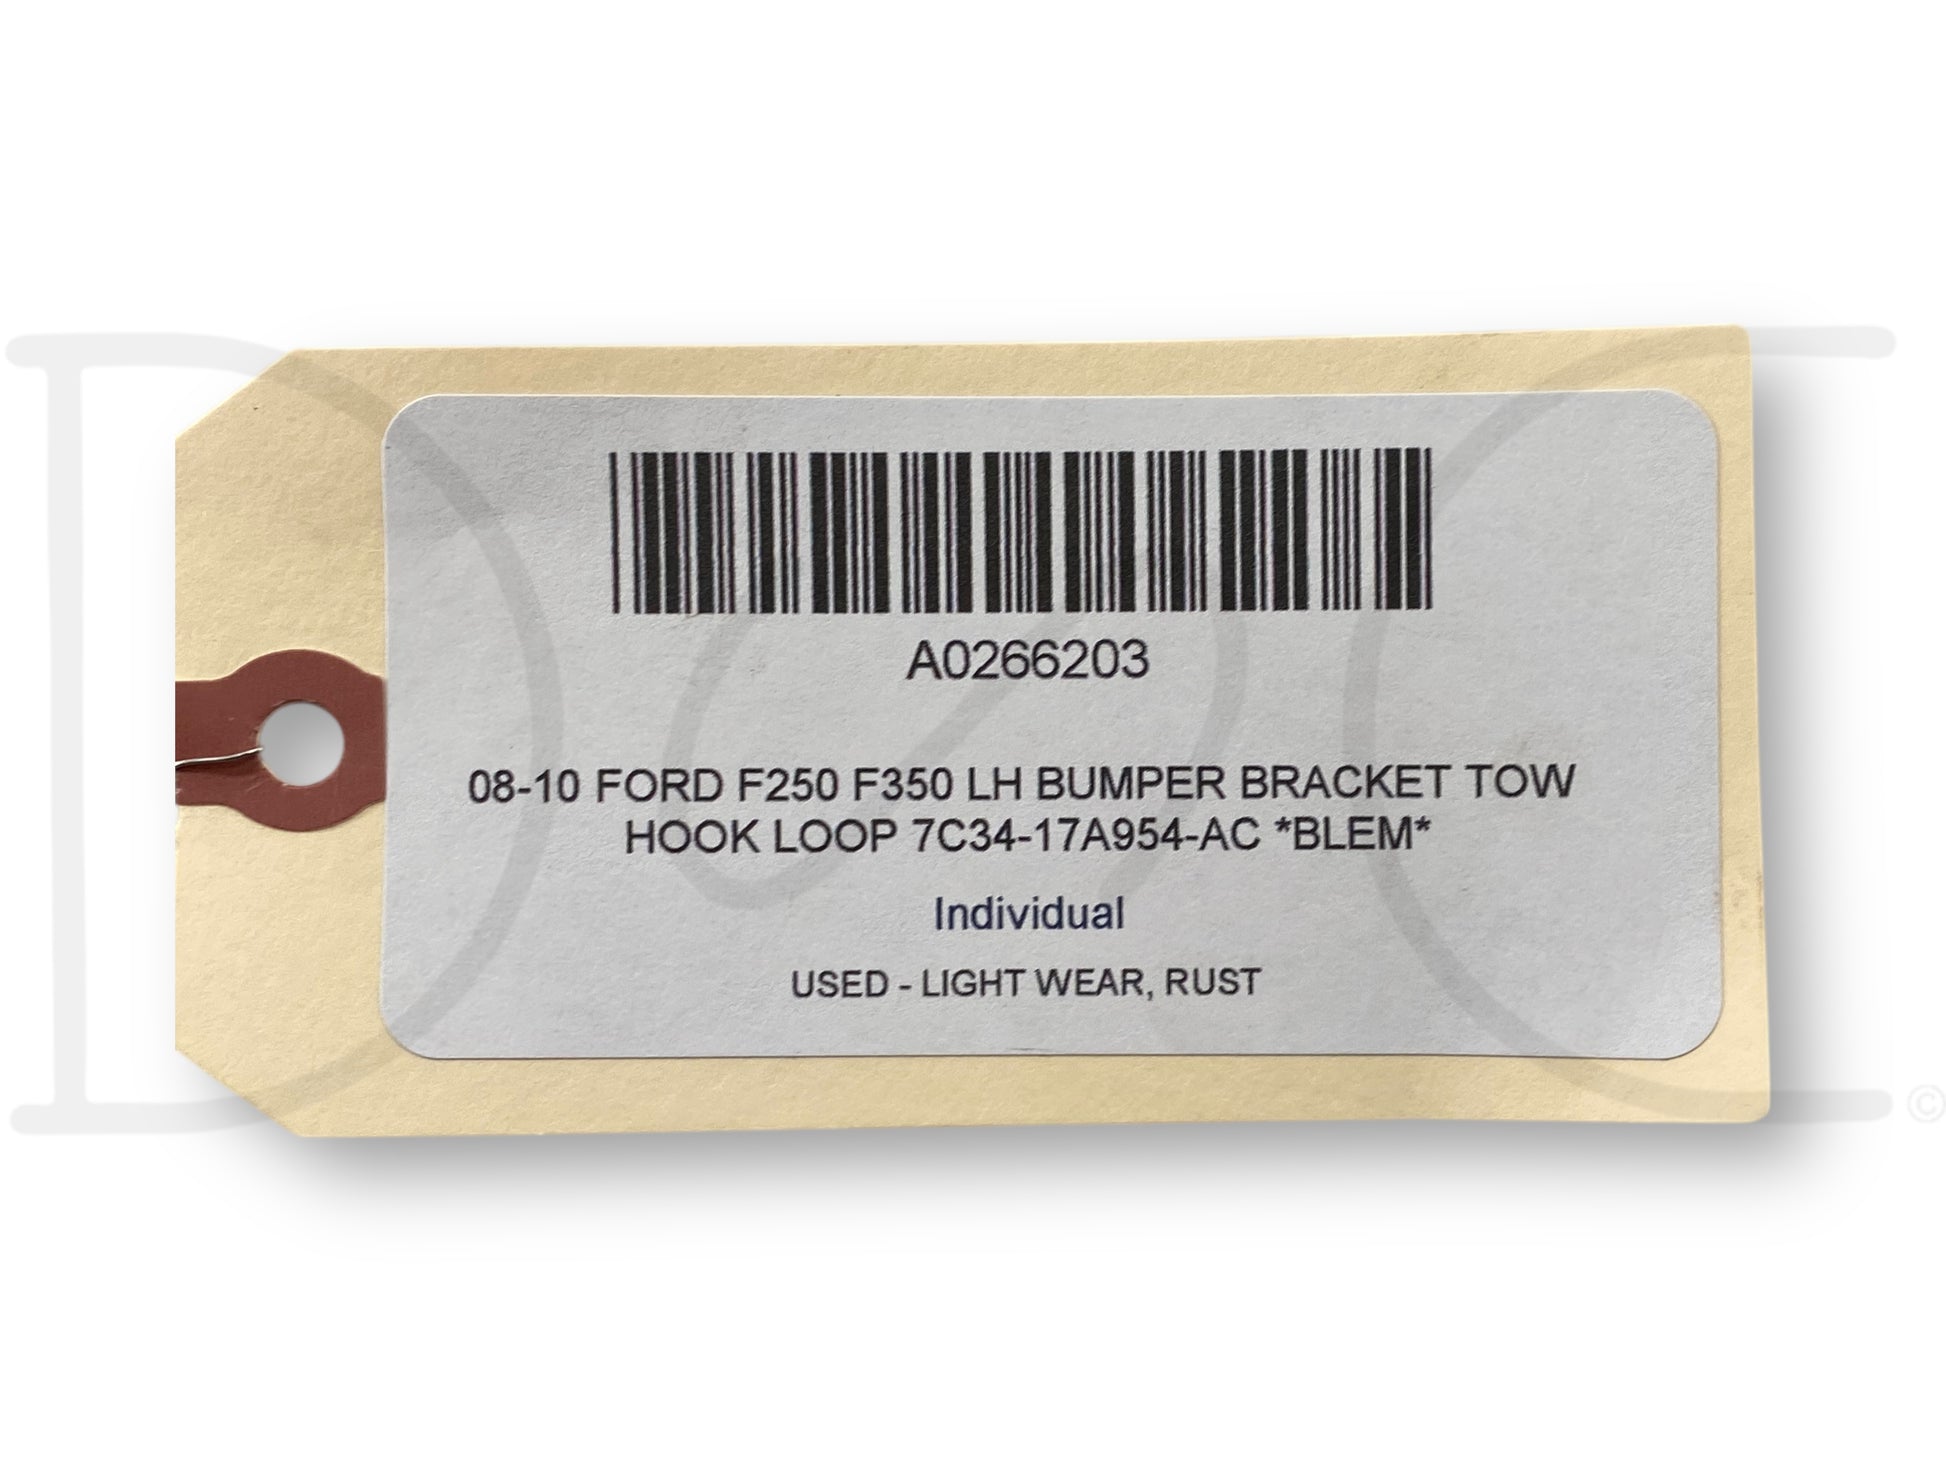 A0266203
08-10 FORD F250 F350 LH BUMPER BRACKET TOW
HOOK LOOP 7C34-17A954-AC *BLEM*
Individual
USED - LIGHT WEAR, RUST
©